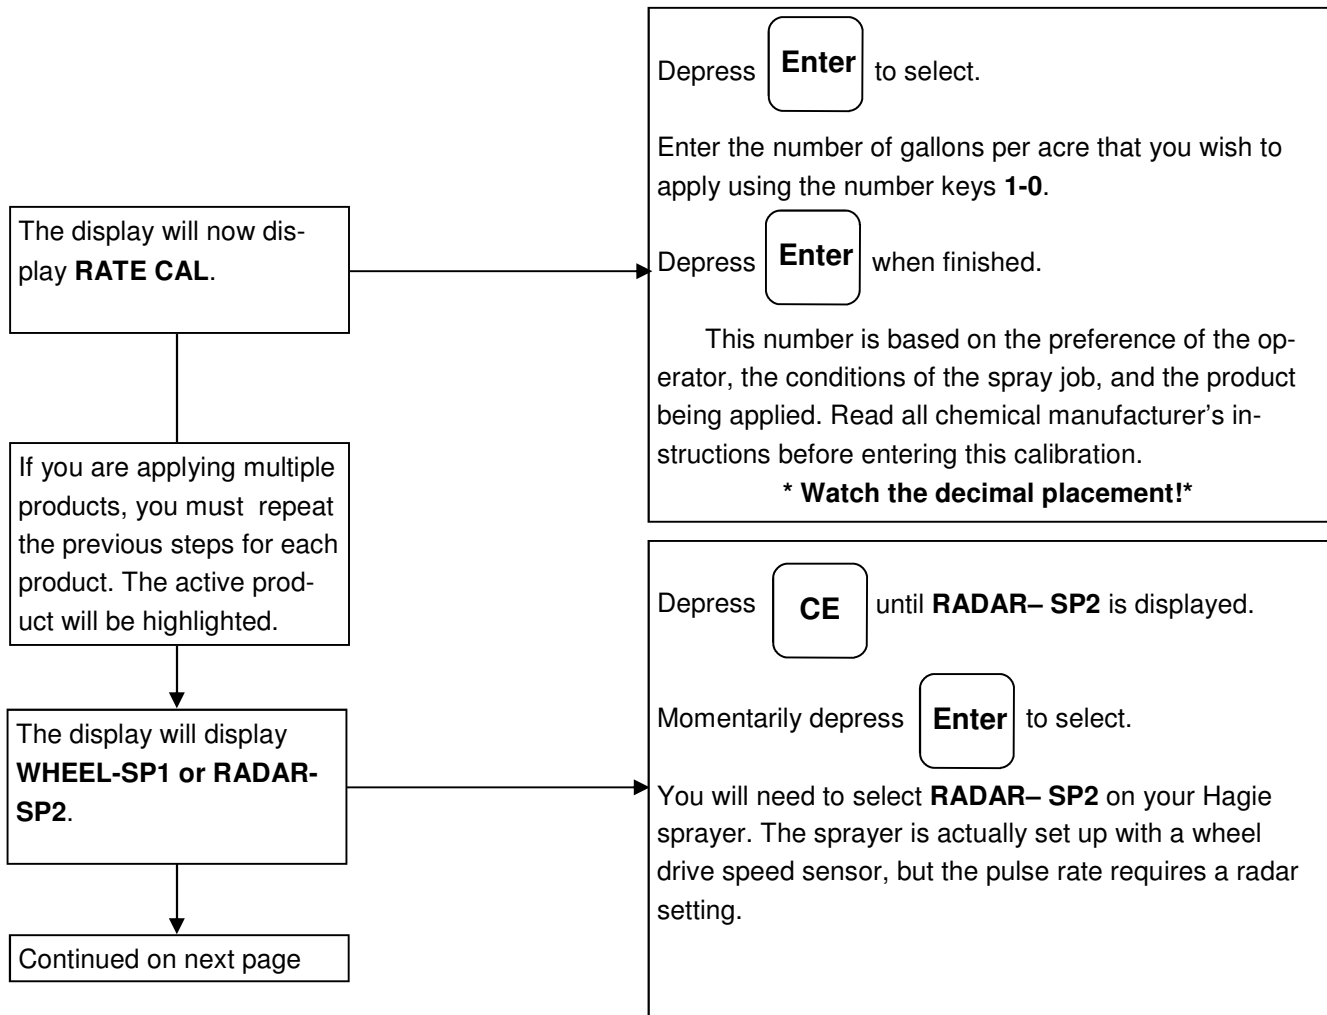 The display will now dis-
play RATE CAL.
Depress Enter to select.
Enter the number of gallons per acre that you wish to
apply using the number keys 1-0.
Depress Enter when finished.
This number is based on the preference of the op-
erator, the conditions of the spray job, and the product
being applied. Read all chemical manufacturer's in-
structions before entering this calibration.
* Watch the decimal placement!*
If you are applying multiple
products, you must repeat
the previous steps for each
product. The active prod-
uct will be highlighted.
The display will display
WHEEL-SP1 or RADAR-
SP2.
Depress CE until RADAR– SP2 is displayed.
Momentarily depress Enter to select.
You will need to select RADAR– SP2 on your Hagie
sprayer. The sprayer is actually set up with a wheel
drive speed sensor, but the pulse rate requires a radar
setting.
Continued on next page